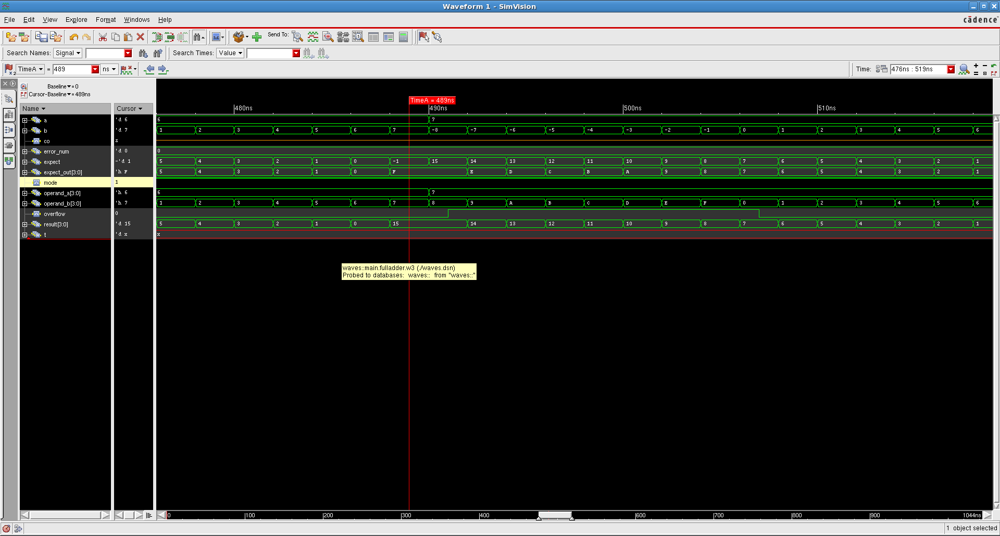 Waveform 1 - SimVision
File Edit View Explore Format Windows Help
cādence
Send To:
Search Names: Signal Search Times: Value
TimeA = 489 ns Time: 476ns : 519ns
Baseline = 0
Cursor-Baseline = 489ns
TimeA = 489ns
Name Cursor 480ns 490ns 500ns 510ns
a 'd 6 6 7
b 'd 7 1 2 3 4 5 6 7 -8 -7 -6 -5 -4 -3 -2 -1 0 1 2 3 4 5 6
co z
error_num 'd 0 0
expect -'d 1 5 4 3 2 1 0 -1 15 14 13 12 11 10 9 8 7 6 5 4 3 2 1
expect_out[3:0] 'h F 5 4 3 2 1 0 F E D C B A 9 8 7 6 5 4 3 2 1
mode 1
operand_a[3:0] 'h 6 6 7
operand_b[3:0] 'h 7 1 2 3 4 5 6 7 8 9 A B C D E F 0 1 2 3 4 5 6
overflow 0
result[3:0] 'd 15 5 4 3 2 1 0 15 14 13 12 11 10 9 8 7 6 5 4 3 2 1
t 'd x x
waves::main.fulladder.w3 (./waves.dsn)
Probed to databases: waves:: from "waves::"
0 100 200 300 400 600 700 800 900 1044ns
1 object selected